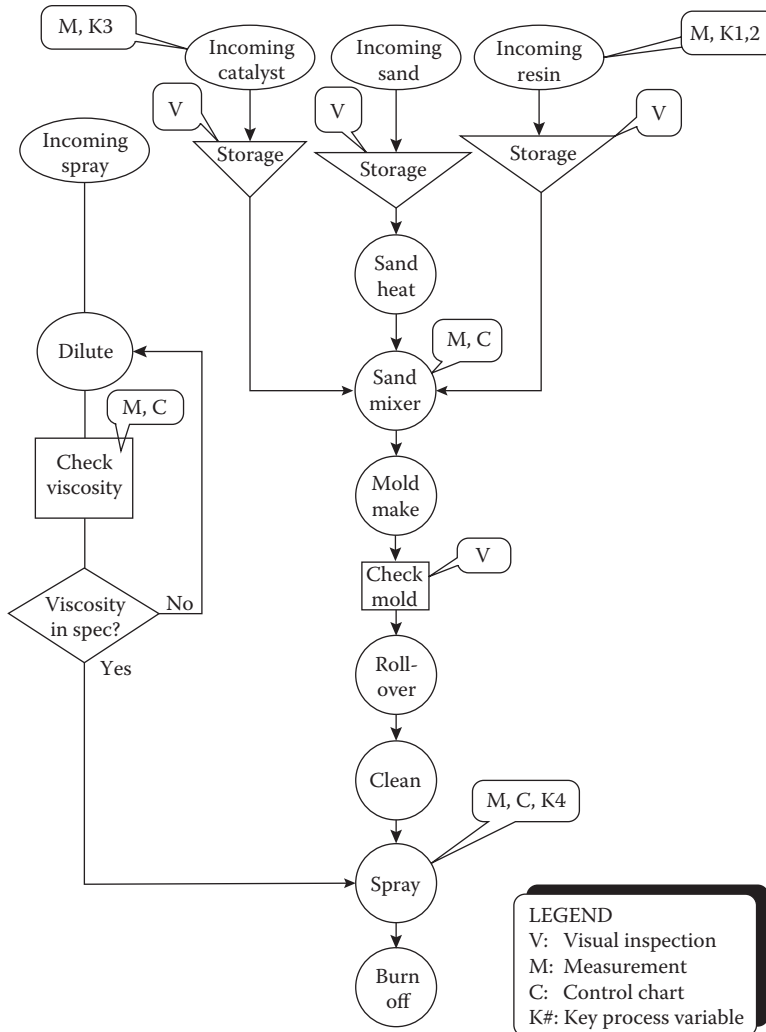 M, K3
Incoming
catalyst
Incoming
sand
Incoming
resin
M, K1,2
V
V
V
Storage
Storage
Storage
Incoming
spray
Sand
heat
Dilute
M, C
Sand
mixer
M, C
Check
viscosity
Mold
make
V
Check
mold
Viscosity
in spec?
No
Yes
Roll-
over
Clean
M, C, K4
Spray
Burn
off
LEGEND
V: Visual inspection
M: Measurement
C: Control chart
K#: Key process variable